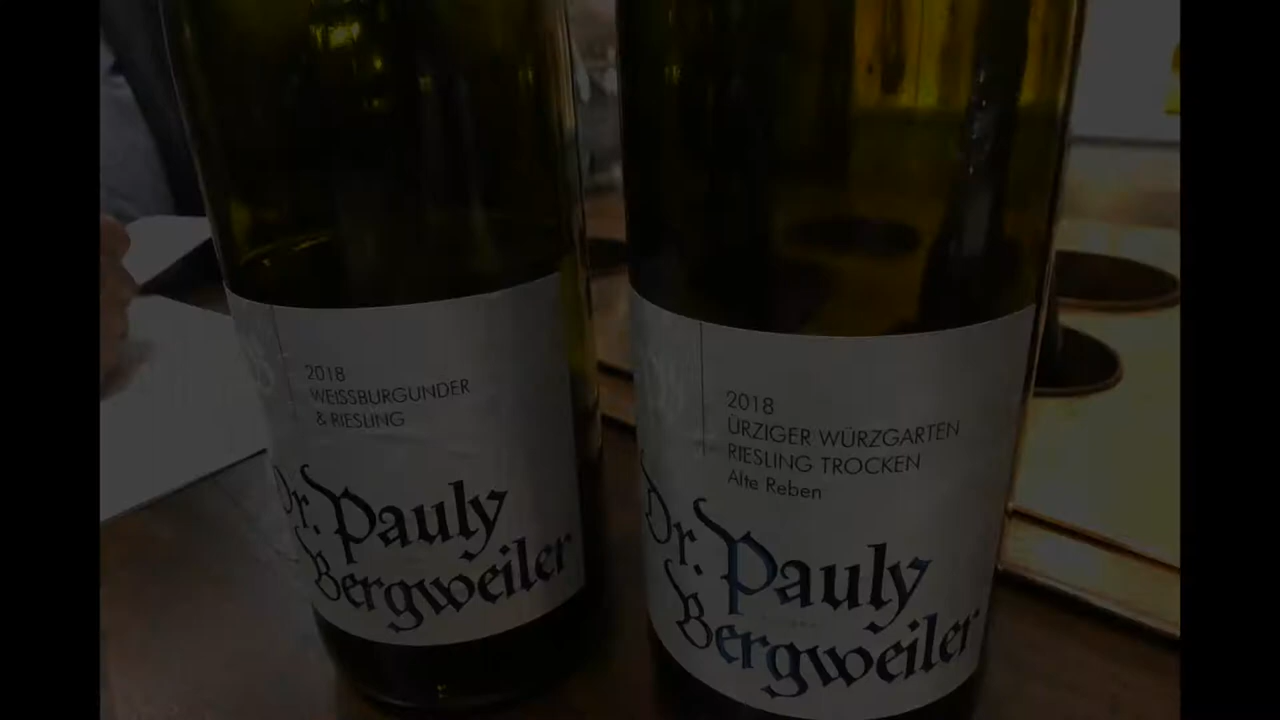 2018
WEISSBURGUNDER
& RIESLING
Dr. Pauly
Bergweiler
2018
ÜRZIGER WÜRZGARTEN
RIESLING TROCKEN
Alte Reben
Dr. Pauly
Bergweiler